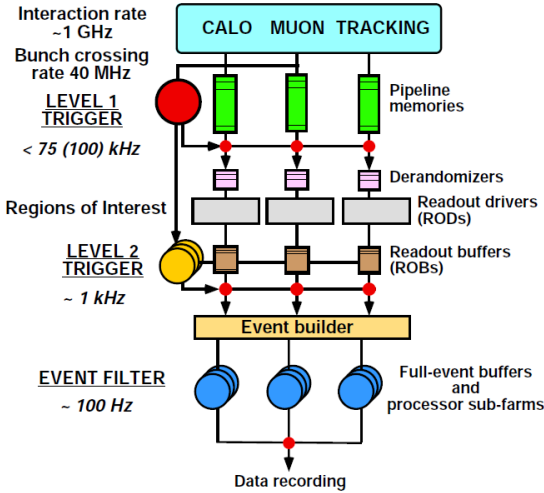 Interaction rate
~1 GHz
CALO MUON TRACKING
Bunch crossing
rate 40 MHz
Pipeline
memories
LEVEL 1
TRIGGER
< 75 (100) kHz
Derandomizers
Regions of Interest
Readout drivers
(RODs)
LEVEL 2
TRIGGER
Readout buffers
(ROBs)
~ 1 kHz
Event builder
EVENT FILTER
~ 100 Hz
Full-event buffers
and
processor sub-farms
Data recording